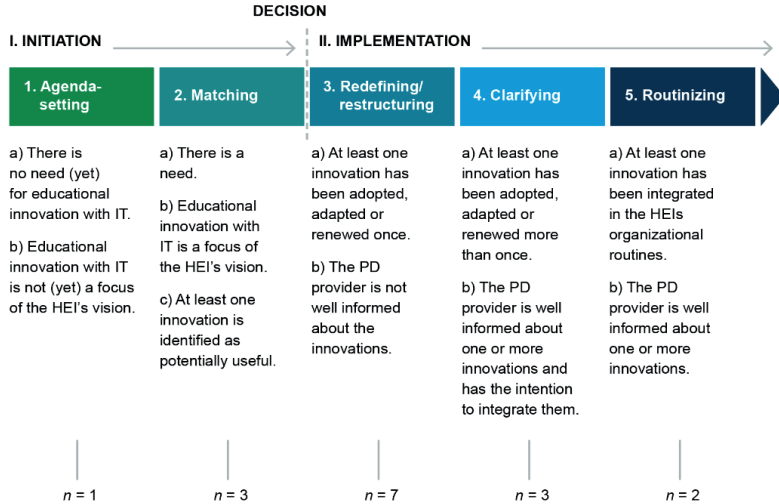 DECISION
I. INITIATION
II. IMPLEMENTATION
1. Agenda-
setting
2. Matching
3. Redefining/
restructuring
4. Clarifying
5. Routinizing
a) There is
no need (yet)
for educational
innovation with IT.
b) Educational
innovation with IT
is not (yet) a focus
of the HEI's vision.
a) There is a
need.
b) Educational
innovation with
IT is a focus of
the HEI's vision.
c) At least one
innovation is
identified as
potentially useful.
a) At least one
innovation has
been adopted,
adapted or
renewed once.
b) The PD
provider is not
well informed
about the
innovations.
a) At least one
innovation has
been adopted,
adapted or
renewed more
than once.
b) The PD
provider is well
informed about
one or more
innovations and
has the intention
to integrate them.
a) At least one
innovation has
been integrated
in the HEIs
organizational
routines.
b) The PD
provider is well
informed about
one or more
innovations.
n = 1
n = 3
n = 7
n = 3
n = 2